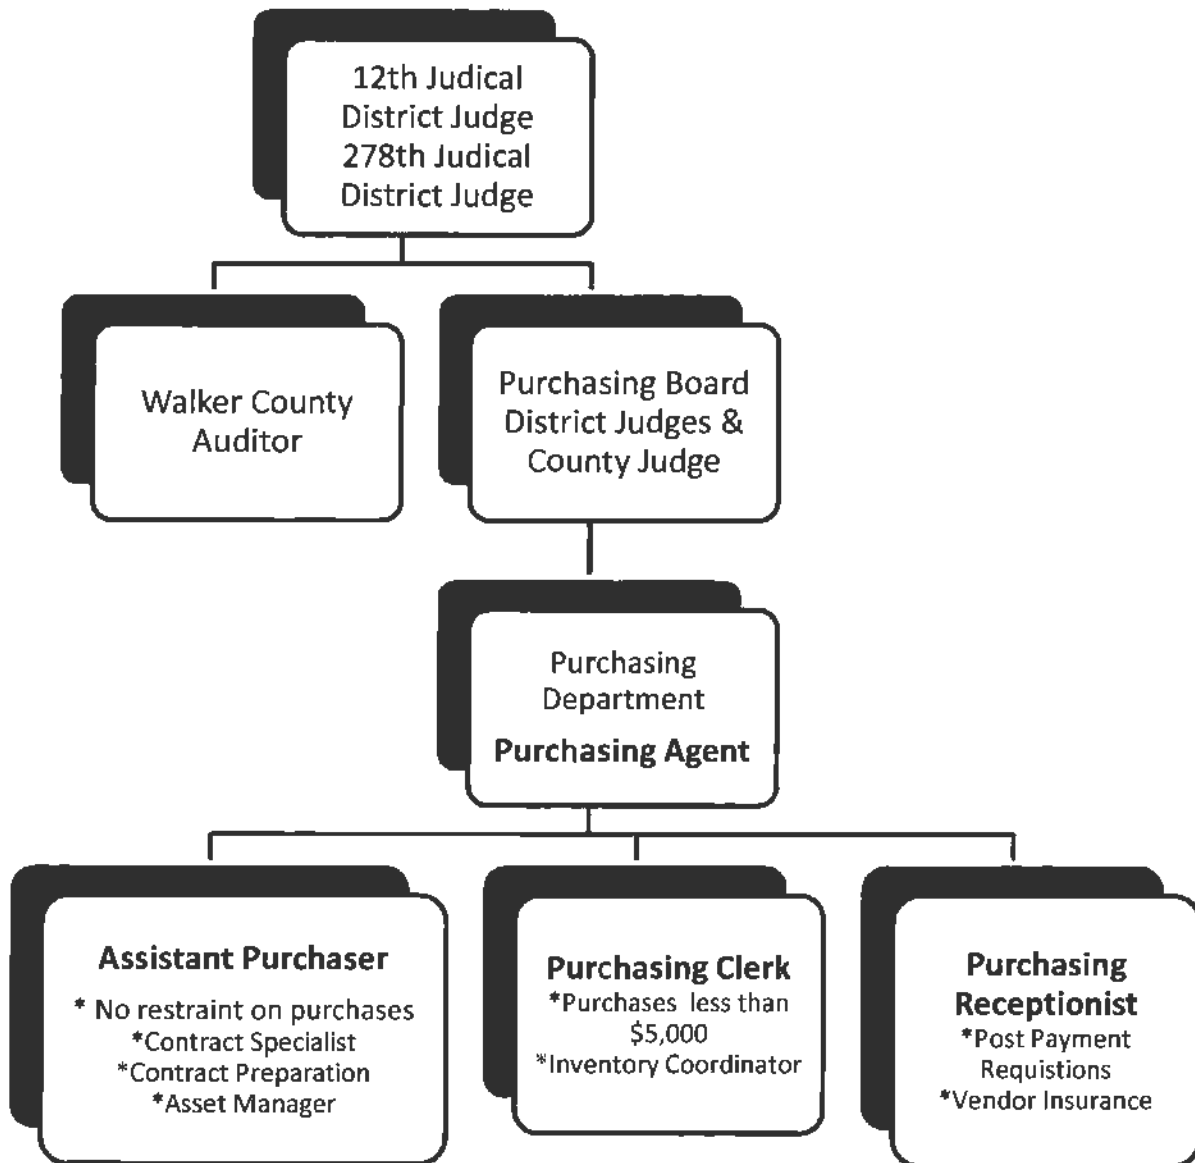 12th Judical
District Judge
278th Judical
District Judge
Walker County
Auditor
Purchasing Board
District Judges &
County Judge
Purchasing
Department
Purchasing Agent
Assistant Purchaser
* No restraint on purchases
*Contract Specialist
*Contract Preparation
*Asset Manager
Purchasing Clerk
*Purchases less than
$5,000
*Inventory Coordinator
Purchasing
Receptionist
*Post Payment
Requistions
*Vendor Insurance